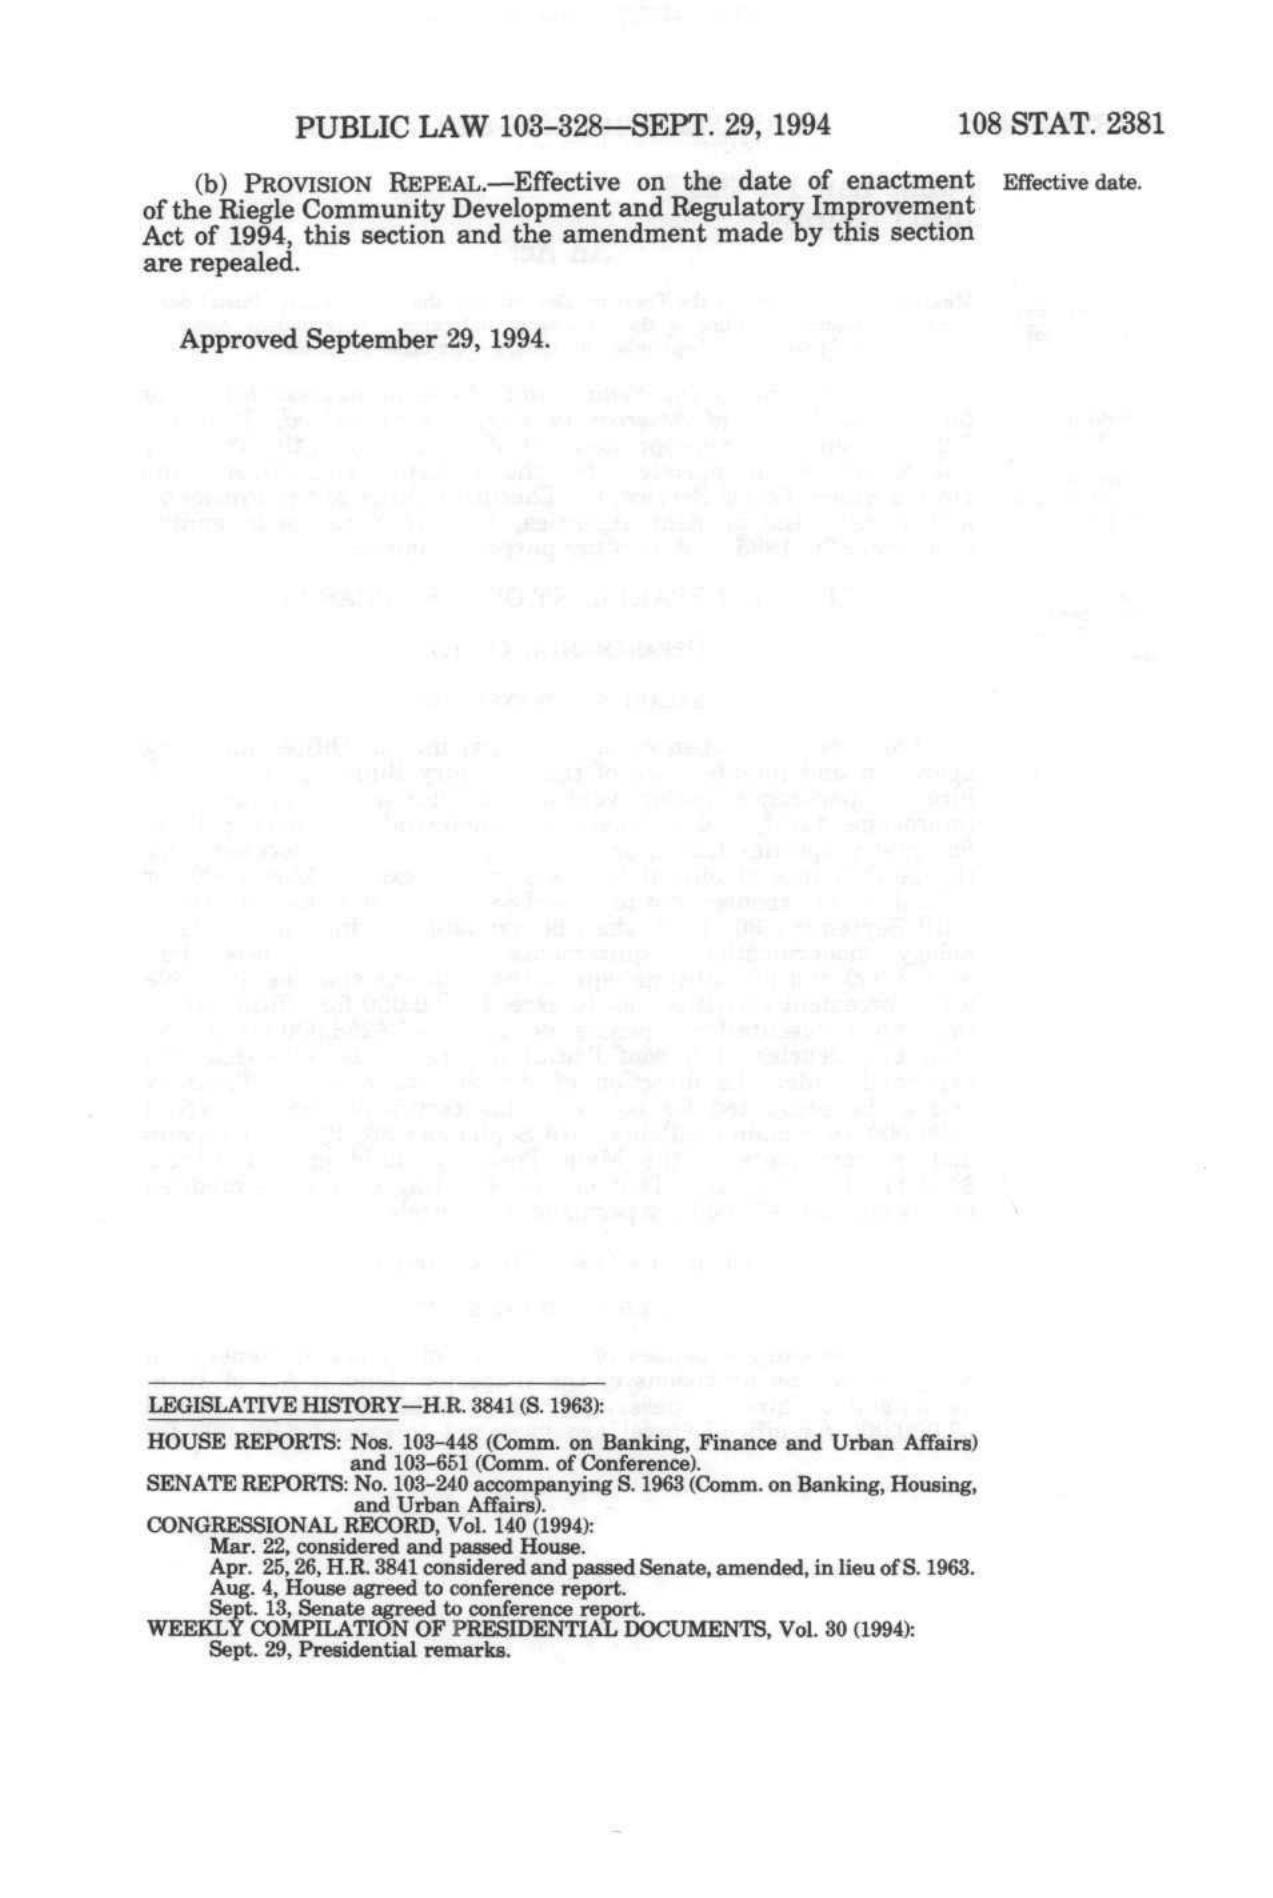 PUBLIC LAW 103–328—SEPT. 29, 1994 108 STAT. 2381
(b) PROVISION REPEAL.—Effective on the date of enactment Effective date.
of the Riegle Community Development and Regulatory Improvement
Act of 1994, this section and the amendment made by this section
are repealed.
Approved September 29, 1994.
LEGISLATIVE HISTORY—H.R. 3841 (S. 1963):
HOUSE REPORTS: Nos. 103–448 (Comm. on Banking, Finance and Urban Affairs)
and 103–651 (Comm. of Conference).
SENATE REPORTS: No. 103–240 accompanying S. 1963 (Comm. on Banking, Housing,
and Urban Affairs).
CONGRESSIONAL RECORD, Vol. 140 (1994):
Mar. 22, considered and passed House.
Apr. 25, 26, H.R. 3841 considered and passed Senate, amended, in lieu of S. 1963.
Aug. 4, House agreed to conference report.
Sept. 13, Senate agreed to conference report.
WEEKLY COMPILATION OF PRESIDENTIAL DOCUMENTS, Vol. 30 (1994):
Sept. 29, Presidential remarks.